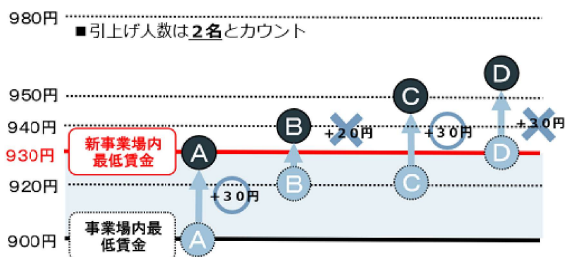 980円
■引上げ人数は2名とカウント
950円
940円
930円
920円
900円
新事業場内
最低賃金
事業場内最
低賃金
A
+30円
A
B
+20円
B
C
+30円
C
D
+30円
D